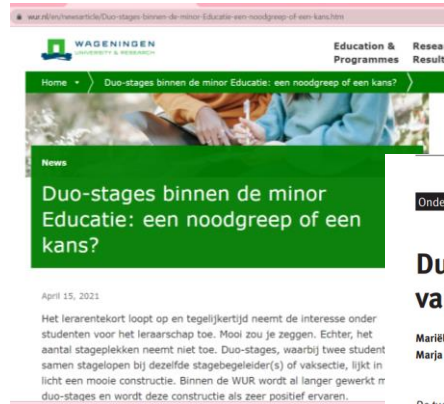 wur.nl/en/newsarticle/Duo-stages-binnen-de-minor-Educatie-een-noodgreep-of-een-kans.htm
WAGENINGEN
UNIVERSITY & RESEARCH
Education &
Programmes
Resea
Result
Home
Duo-stages binnen de minor Educatie: een noodgreep of een kans?
News
Duo-stages binnen de minor
Educatie: een noodgreep of een
kans?
April 15, 2021
Het lerarentekort loopt op en tegelijkertijd neemt de interesse onder
studenten voor het leraarschap toe. Mooi zou je zeggen. Echter, het
aantal stageplekken neemt niet toe. Duo-stages, waarbij twee student
samen stagelopen bij dezelfde stagebegeleider(s) of vaksectie, lijkt in
licht een mooie constructie. Binnen de WUR wordt al langer gewerkt m
duo-stages en wordt deze constructie als zeer positief ervaren.
Onde
Du
va
Marië
Marja